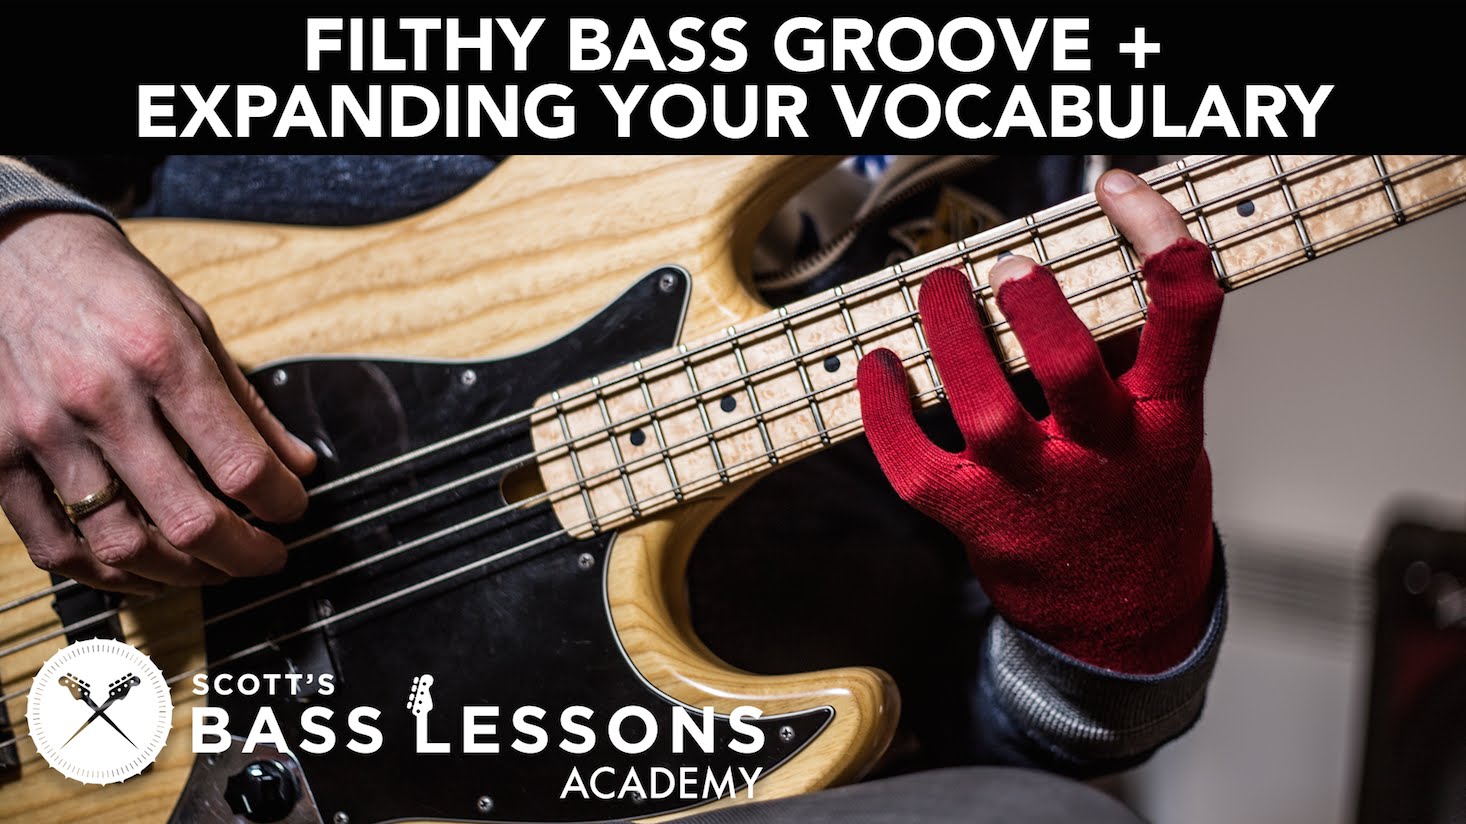 FILTHY BASS GROOVE +
EXPANDING YOUR VOCABULARY
SCOTT'S
BASS LESSONS
ACADEMY